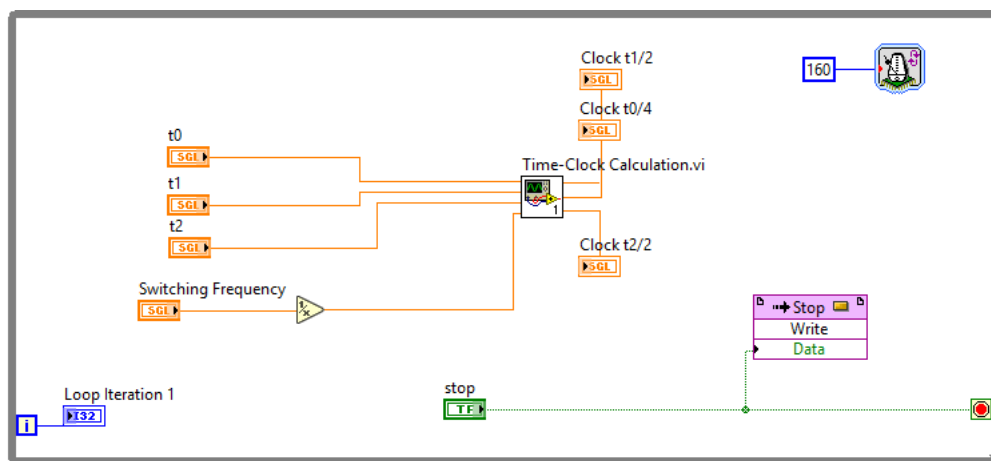 Clock t1/2
SGL
160
Clock t0/4
SGL
t0
SGL
Time-Clock Calculation.vi
t1
SGL
1
t2
SGL
Clock t2/2
SGL
Switching Frequency
SGL
1/x
Stop
Write
Data
Loop Iteration 1
I32
stop
TF
i